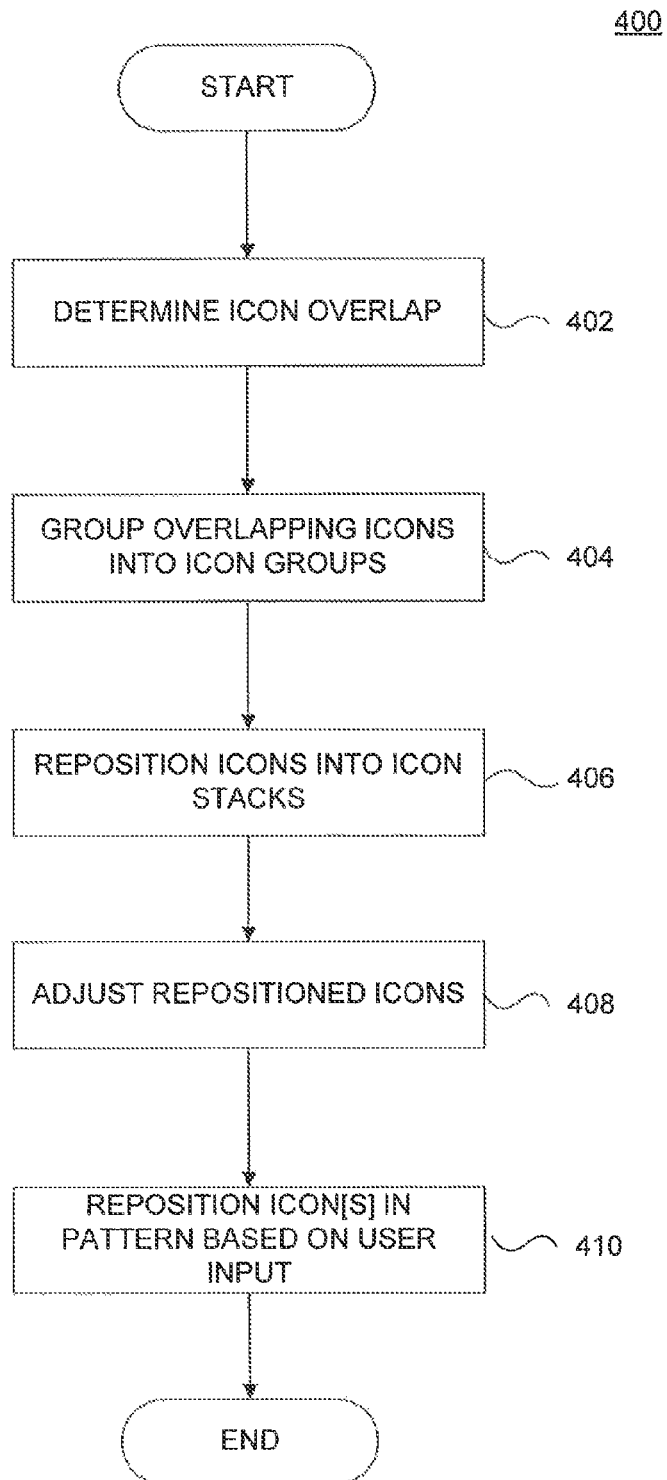 400
START
DETERMINE ICON OVERLAP
402
GROUP OVERLAPPING ICONS
INTO ICON GROUPS
404
REPOSITION ICONS INTO ICON
STACKS
406
ADJUST REPOSITIONED ICONS
408
REPOSITION ICON[S] IN
PATTERN BASED ON USER
INPUT
410
END